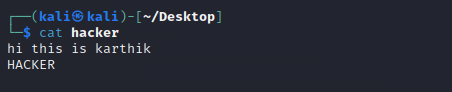 ┌──(kali㉿kali)-[~/Desktop]
└─$ cat hacker
hi this is karthik
HACKER